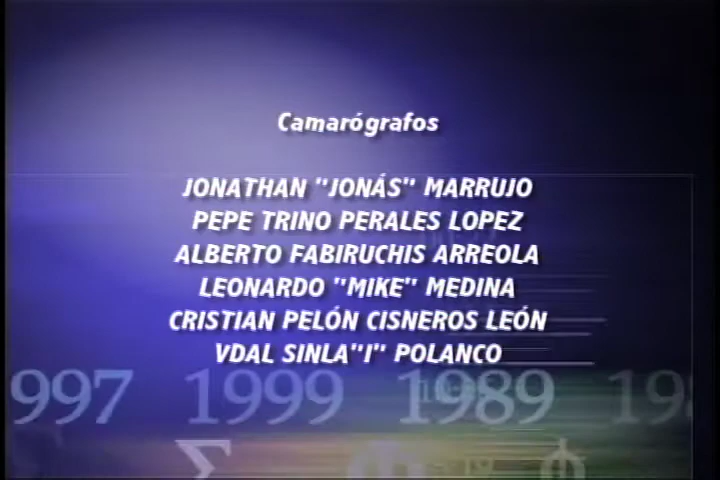 Camarógrafos
JONATHAN "JONÁS" MARRUJO
PEPE TRINO PERALES LOPEZ
ALBERTO FABIRUCHIS ARREOLA
LEONARDO "MIKE" MEDINA
CRISTIAN PELÓN CISNEROS LEÓN
VDAL SINLA"I" POLANCO
997 1999 1989 19
Σ Φ φ